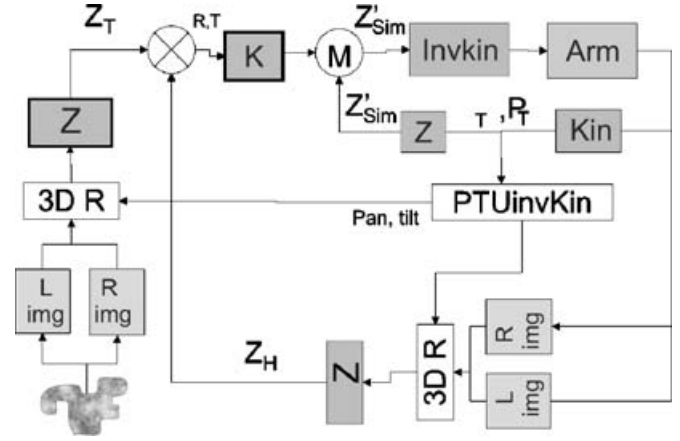 Z_T
R,T
K
M
Z'_Sim
Invkin
Arm
Z
Z'_Sim
Z
T , P_T
Kin
3D R
Pan, tilt
PTUinvKin
L
img
R
img
Z_H
Z
3D R
R
img
L
img